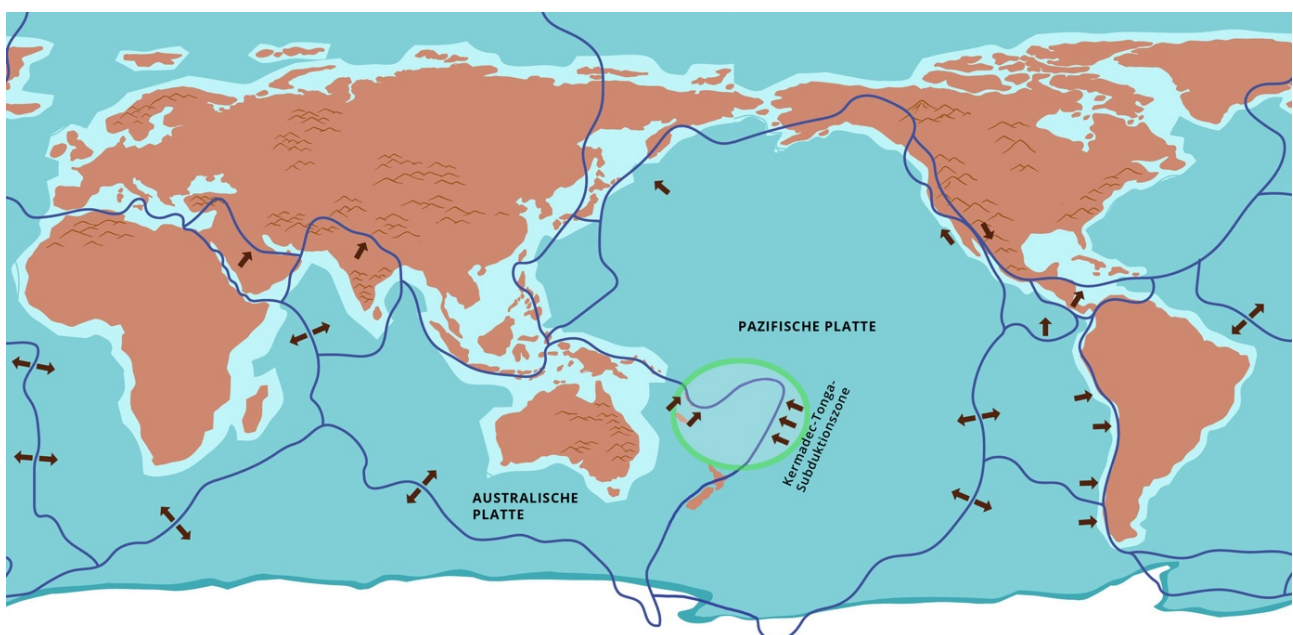 PAZIFISCHE PLATTE
Kermadec-Tonga-
Subduktionszone
AUSTRALISCHE
PLATTE